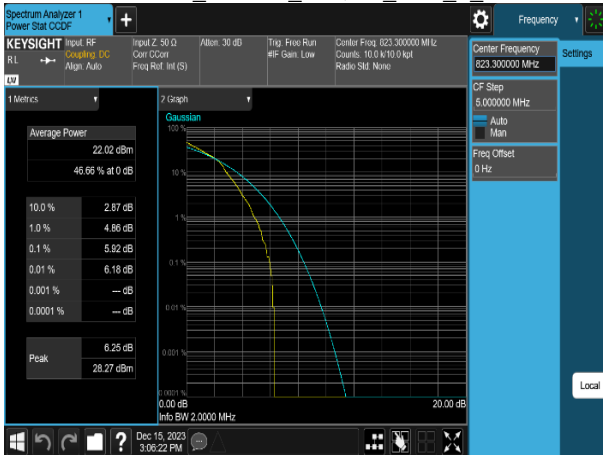 Spectrum Analyzer 1
Power Stat CCDF
+
Frequency
KEYSIGHT
RL
LXI
Input: RF
Coupling: DC
Align: Auto
Input Z: 50 Ω
Corr CCorr
Freq Ref: Int (S)
Atten: 30 dB
Trig: Free Run
#IF Gain: Low
Center Freq: 823.300000 MHz
Counts: 10.0 k/10.0 kpt
Radio Std: None
Center Frequency
823.300000 MHz
Settings
CF Step
5.000000 MHz
Auto
Man
Freq Offset
0 Hz
1 Metrics
2 Graph
Average Power
22.02 dBm
46.66 % at 0 dB
10.0 % 2.87 dB
1.0 % 4.86 dB
0.1 % 5.92 dB
0.01 % 6.18 dB
0.001 % --- dB
0.0001 % --- dB
Peak
6.25 dB
28.27 dBm
Gaussian
100 %
10 %
1 %
0.1 %
0.01 %
0.001 %
0.0001 %
0.00 dB
20.00 dB
Info BW 2.0000 MHz
Local
?
Dec 15, 2023
3:06:22 PM